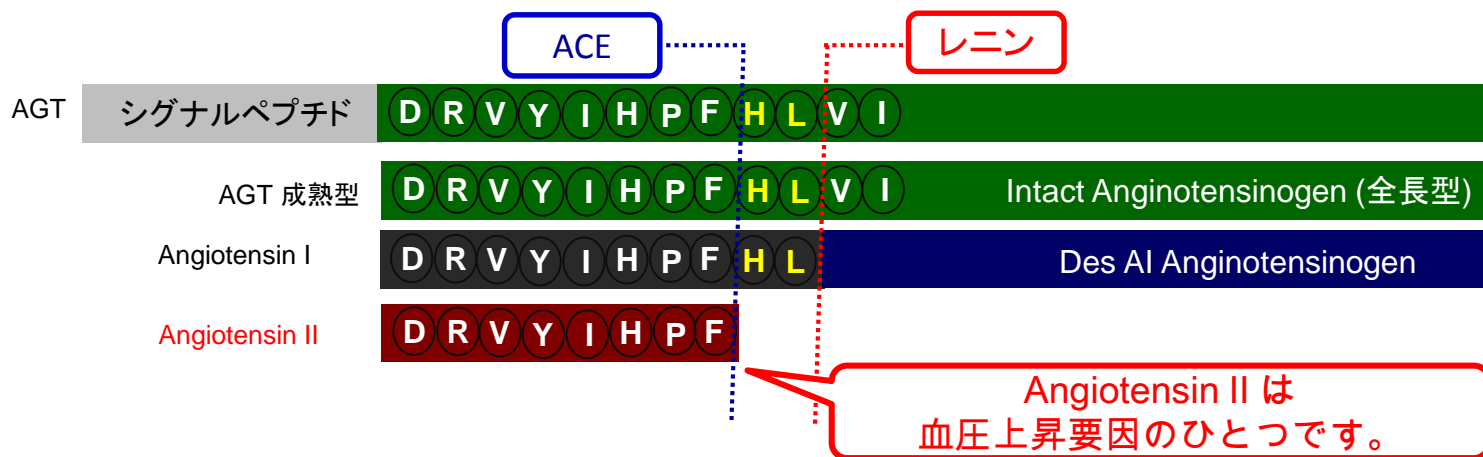 ACE
レニン
AGT シグナルペプチド D R V Y I H P F H L V I
AGT 成熟型 D R V Y I H P F H L V I Intact Anginotensinogen (全長型)
Angiotensin I D R V Y I H P F H L Des AI Anginotensinogen
Angiotensin II D R V Y I H P F
Angiotensin II は
血圧上昇要因のひとつです。